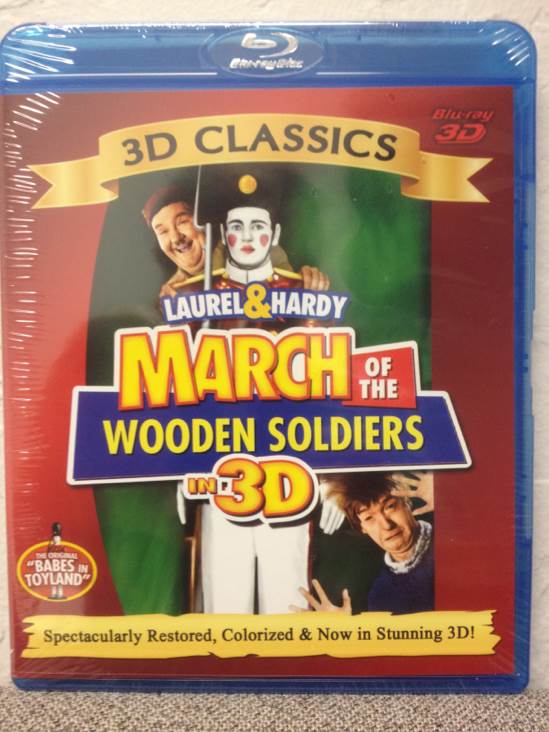 Blu-ray Disc
Blu-ray
3D
3D CLASSICS
LAUREL & HARDY
MARCH OF THE
WOODEN SOLDIERS
IN 3D
THE ORIGINAL
"BABES IN
TOYLAND"
Spectacularly Restored, Colorized & Now in Stunning 3D!